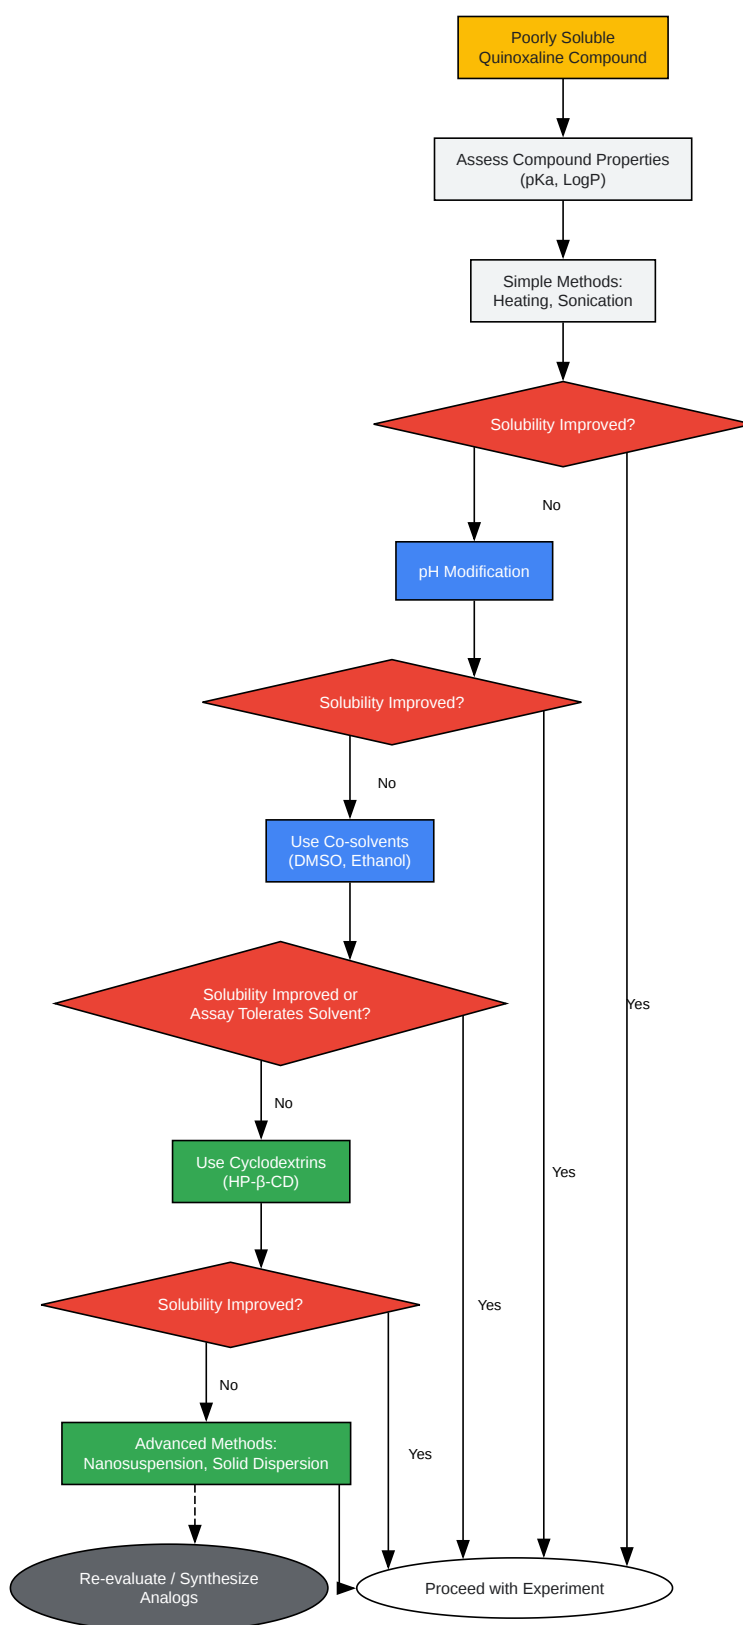 Poorly Soluble
Quinoxaline Compound
Assess Compound Properties
(pKa, LogP)
Simple Methods:
Heating, Sonication
Solubility Improved?
No
pH Modification
Solubility Improved?
No
Use Co-solvents
(DMSO, Ethanol)
Solubility Improved or
Assay Tolerates Solvent?
Yes
No
Use Cyclodextrins
(HP-β-CD)
Yes
Solubility Improved?
Yes
No
Advanced Methods:
Nanosuspension, Solid Dispersion
Yes
Re-evaluate / Synthesize
Analogs
Proceed with Experiment